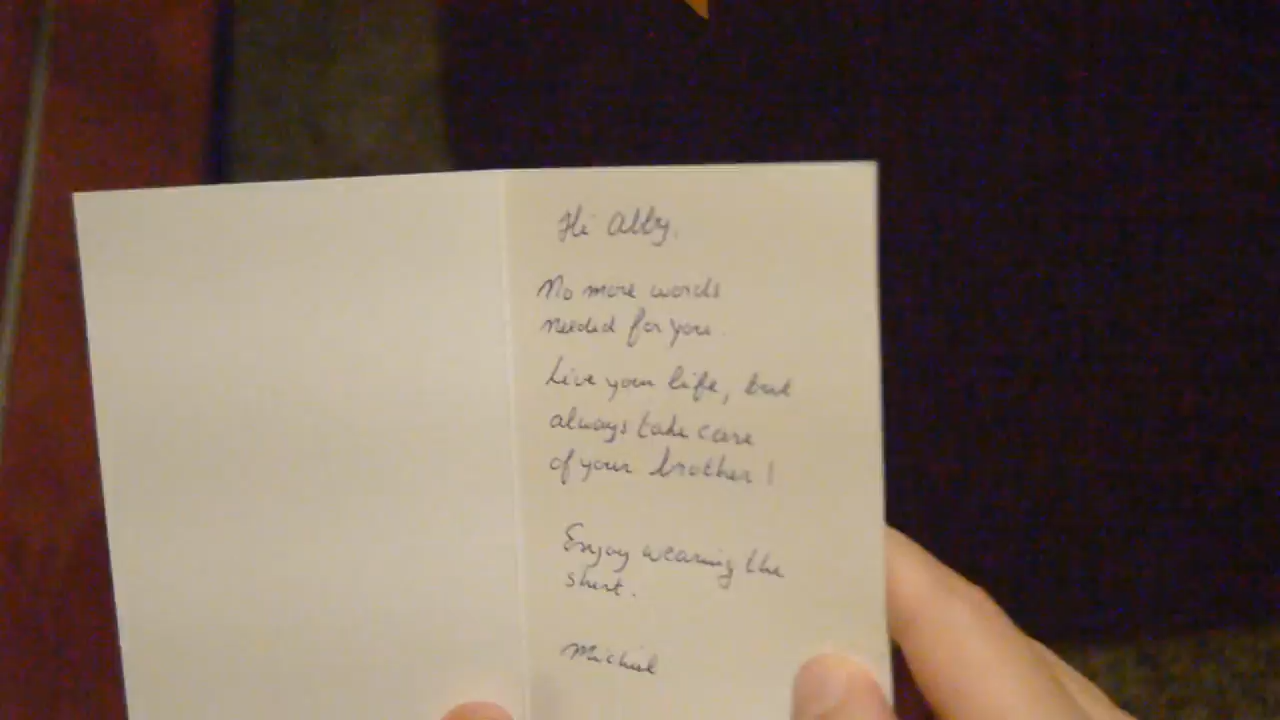 Hi Abby.
No more words
needed for you.
Live your life, but
always take care
of your brother!
Enjoy wearing the
shirt.
Michiel